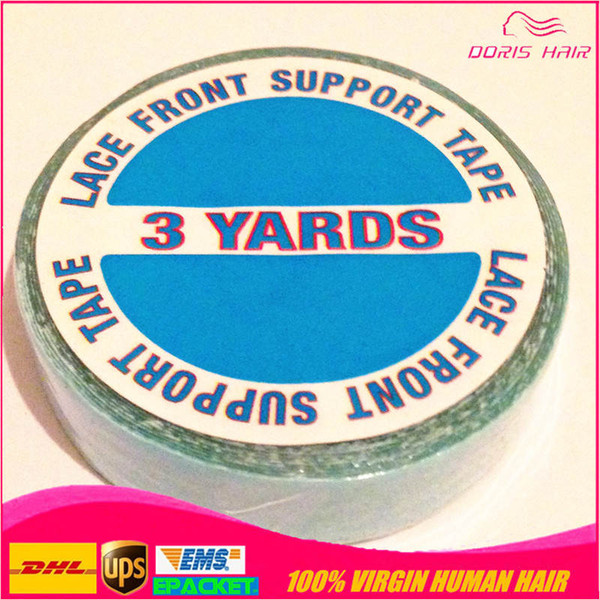 DORIS HAIR
LACE FRONT SUPPORT TAPE
3 YARDS
LACE FRONT SUPPORT TAPE
DHL
UPS
EMS
EPACKET
100% VIRGIN HUMAN HAIR